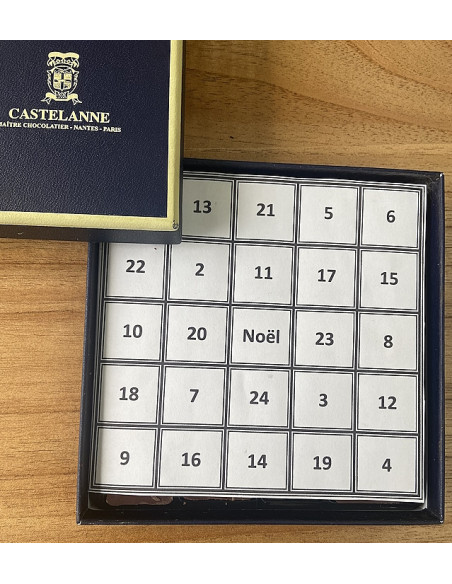 CASTELANNE
MAÎTRE CHOCOLATIER - NANTES - PARIS
13 21 5 6
22 2 11 17 15
10 20 Noël 23 8
18 7 24 3 12
9 16 14 19 4